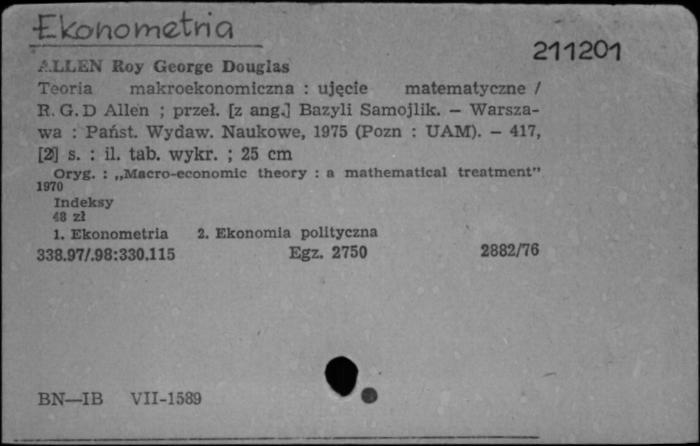 Ekonometria
211201
ALLEN Roy George Douglas
Teoria makroekonomiczna : ujęcie matematyczne /
R. G. D Allen ; przeł. [z ang.] Bazyli Samojlik. — Warsza-
wa : Państ. Wydaw. Naukowe, 1975 (Pozn : UAM). — 417,
[2] s. : il. tab. wykr. ; 25 cm
Oryg. : „Macro-economic theory : a mathematical treatment”
1970
Indeksy
48 zł
1. Ekonometria 2. Ekonomia polityczna
338.97/.98:330.115 Egz. 2750 2882/76
BN—IB VII-1589